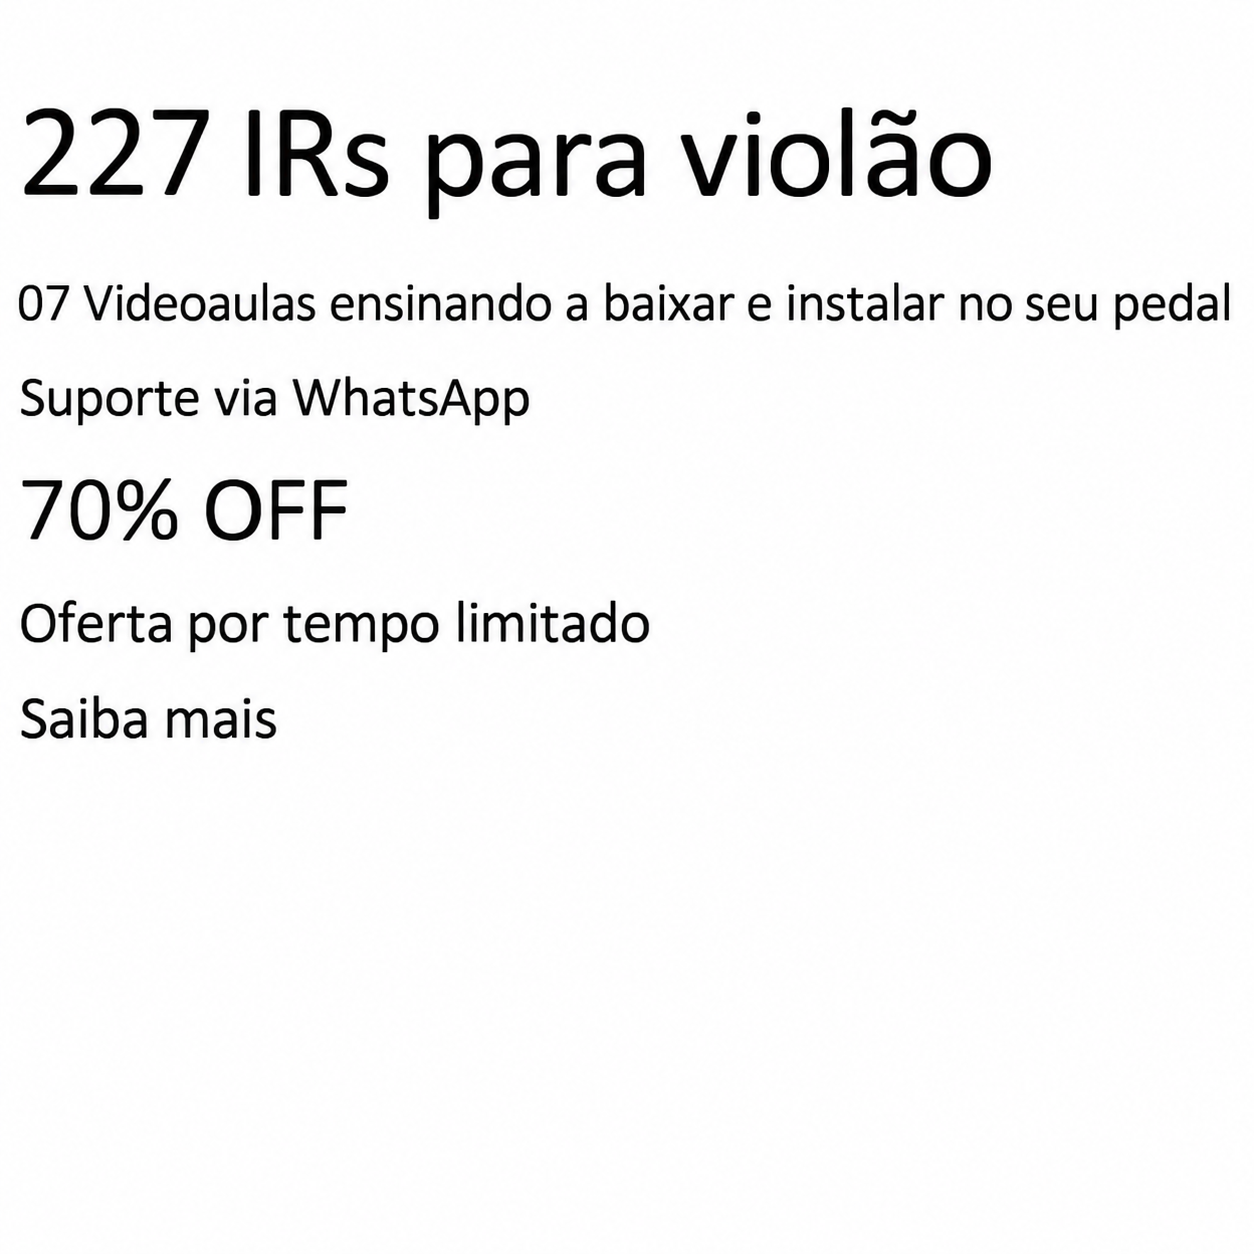 227 IRs para violão
07 Videoaulas ensinando a baixar e instalar no seu pedal
Suporte via WhatsApp
70% OFF
Oferta por tempo limitado
Saiba mais